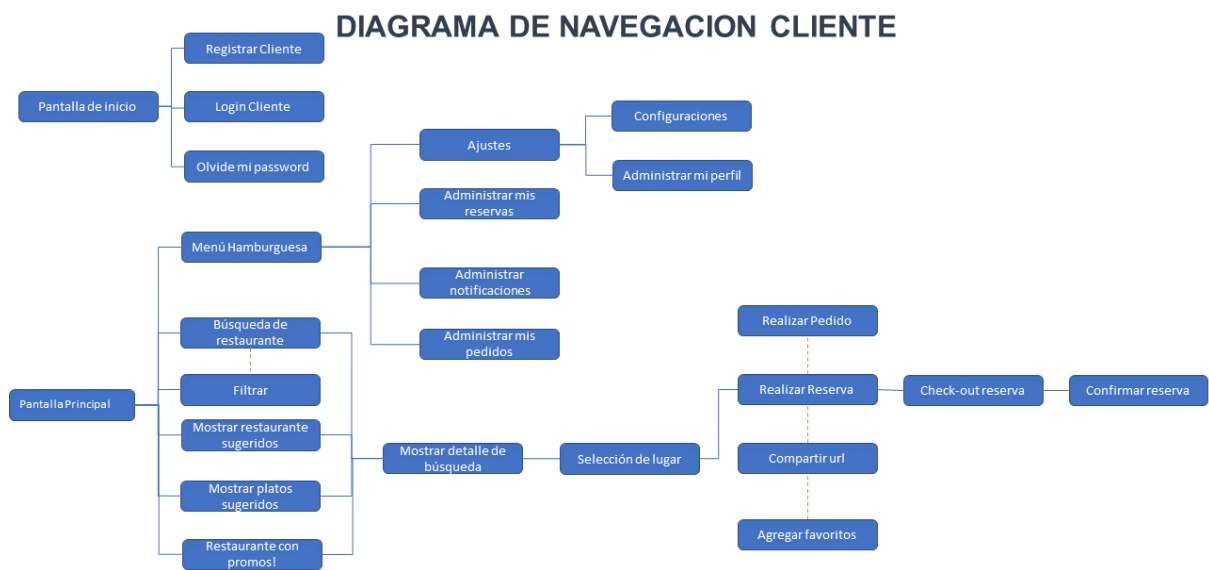 DIAGRAMA DE NAVEGACION CLIENTE
Registrar Cliente
Pantalla de inicio
Login Cliente
Olvide mi password
Configuraciones
Ajustes
Administrar mi perfil
Administrar mis
reservas
Menú Hamburguesa
Administrar
notificaciones
Administrar mis
pedidos
Búsqueda de
restaurante
Filtrar
Pantalla Principal
Mostrar restaurante
sugeridos
Mostrar platos
sugeridos
Restaurante con
promos!
Mostrar detalle de
búsqueda
Selección de lugar
Realizar Pedido
Realizar Reserva
Check-out reserva
Confirmar reserva
Compartir url
Agregar favoritos